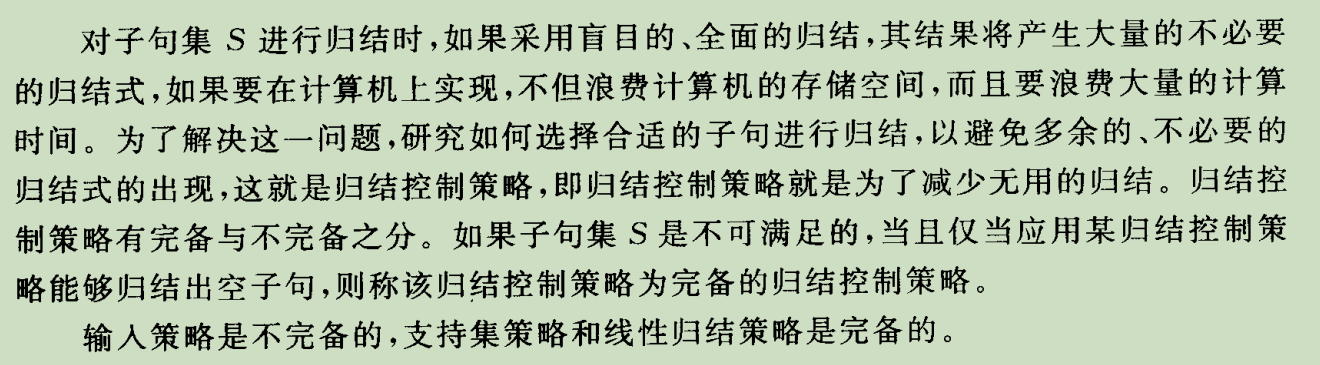 对子句集 S 进行归结时,如果采用盲目的、全面的归结,其结果将产生大量的不必要
的归结式,如果要在计算机上实现,不但浪费计算机的存储空间,而且要浪费大量的计算
时间。为了解决这一问题,研究如何选择合适的子句进行归结,以避免多余的、不必要的
归结式的出现,这就是归结控制策略,即归结控制策略就是为了减少无用的归结。归结控
制策略有完备与不完备之分。如果子句集 S 是不可满足的,当且仅当应用某归结控制策
略能够归结出空子句,则称该归结控制策略为完备的归结控制策略。
输入策略是不完备的,支持集策略和线性归结策略是完备的。